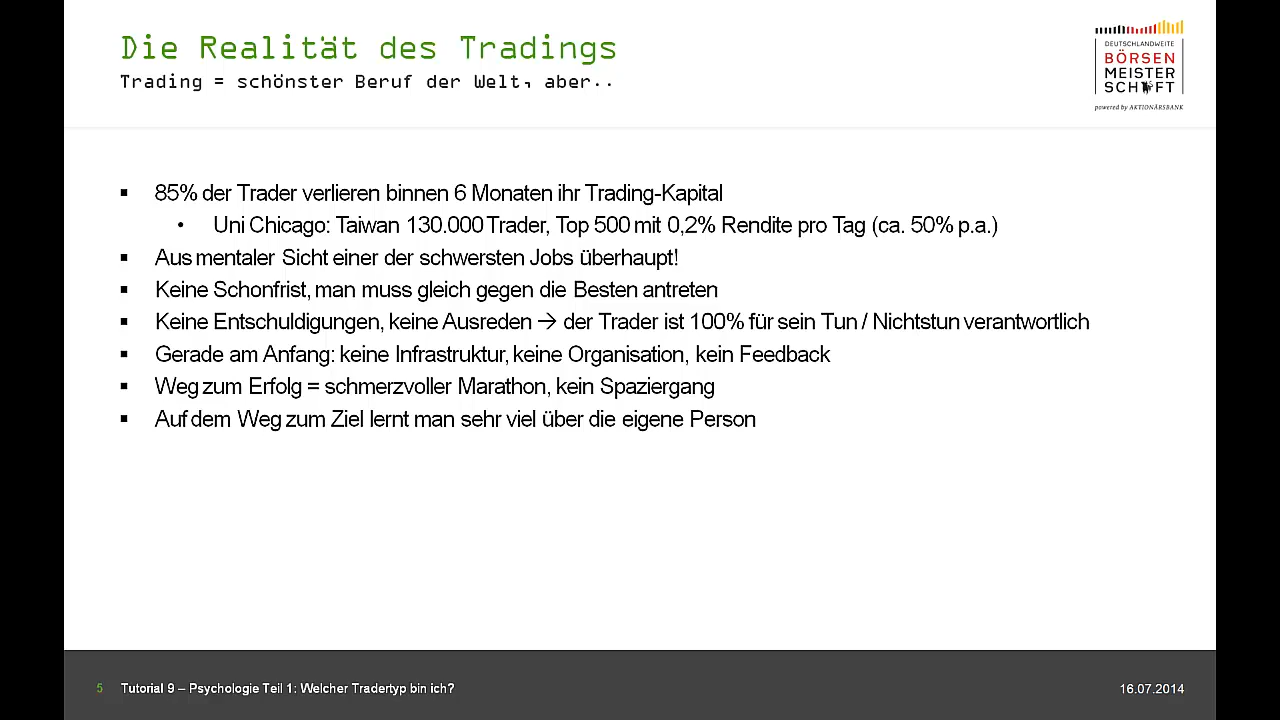 Die Realität des Tradings
Trading = schönster Beruf der Welt, aber..
DEUTSCHLANDWEITE
BÖRSEN
MEISTER
SCHAFT
powered by AKTIONÄRSBANK
▪ 85% der Trader verlieren binnen 6 Monaten ihr Trading-Kapital
• Uni Chicago: Taiwan 130.000 Trader, Top 500 mit 0,2% Rendite pro Tag (ca. 50% p.a.)
▪ Aus mentaler Sicht einer der schwersten Jobs überhaupt!
▪ Keine Schonfrist, man muss gleich gegen die Besten antreten
▪ Keine Entschuldigungen, keine Ausreden → der Trader ist 100% für sein Tun / Nichtstun verantwortlich
▪ Gerade am Anfang: keine Infrastruktur, keine Organisation, kein Feedback
▪ Weg zum Erfolg = schmerzvoller Marathon, kein Spaziergang
▪ Auf dem Weg zum Ziel lernt man sehr viel über die eigene Person
5 Tutorial 9 – Psychologie Teil 1: Welcher Tradertyp bin ich? 16.07.2014